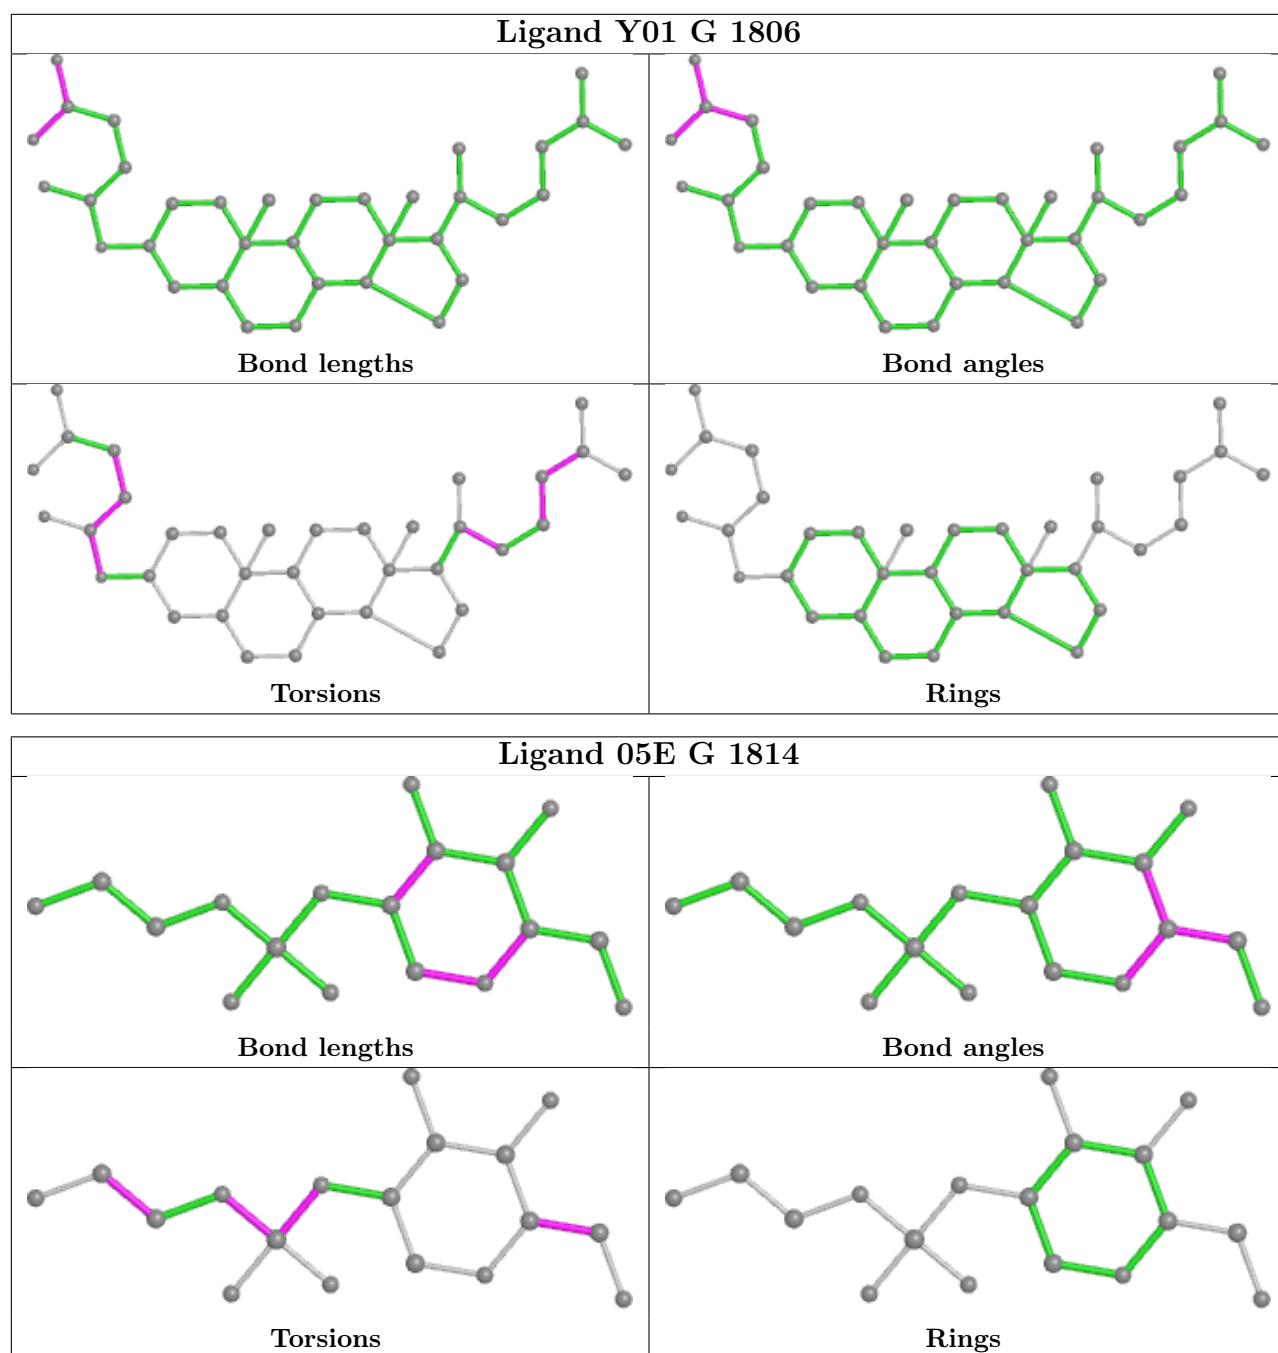 Ligand Y01 G 1806
Bond lengths
Bond angles
Torsions
Rings
Ligand 05E G 1814
Bond lengths
Bond angles
Torsions
Rings